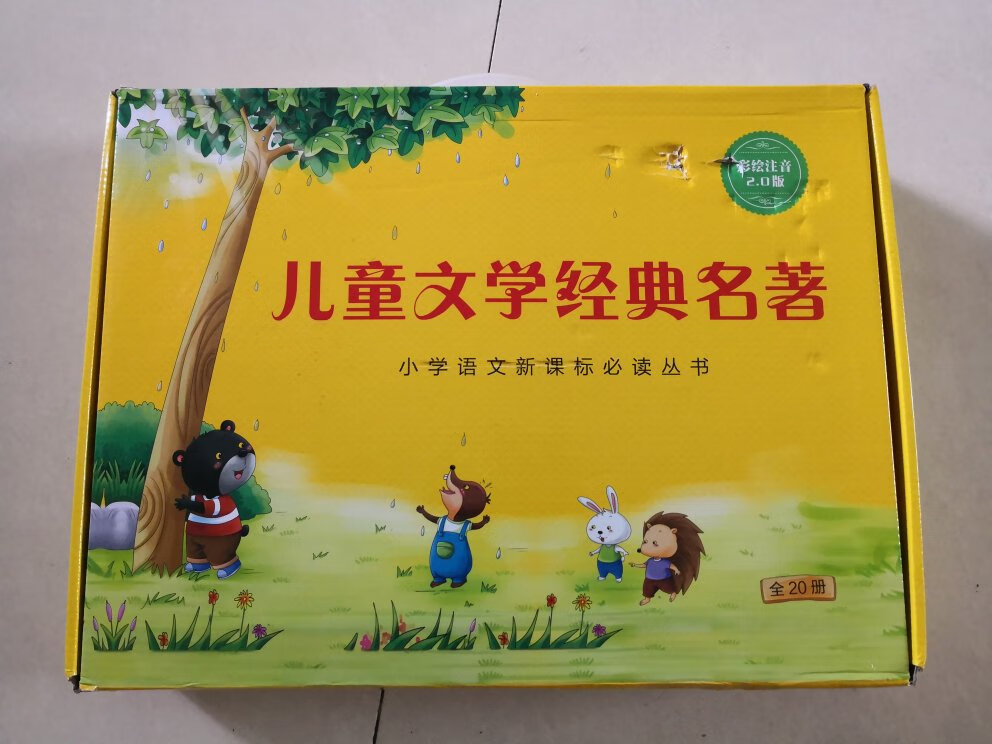 彩绘注音
2.0版
儿童文学经典名著
小学语文新课标必读丛书
全20册